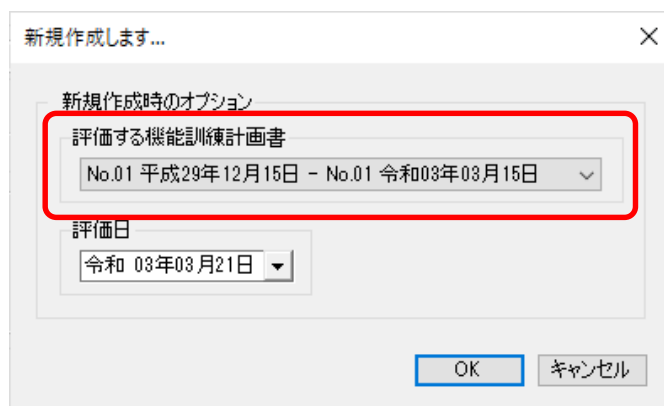 新規作成します...
新規作成時のオプション
評価する機能訓練計画書
No.01 平成29年12月15日 - No.01 令和03年03月15日
評価日
令和 03年03月21日
OK
キャンセル